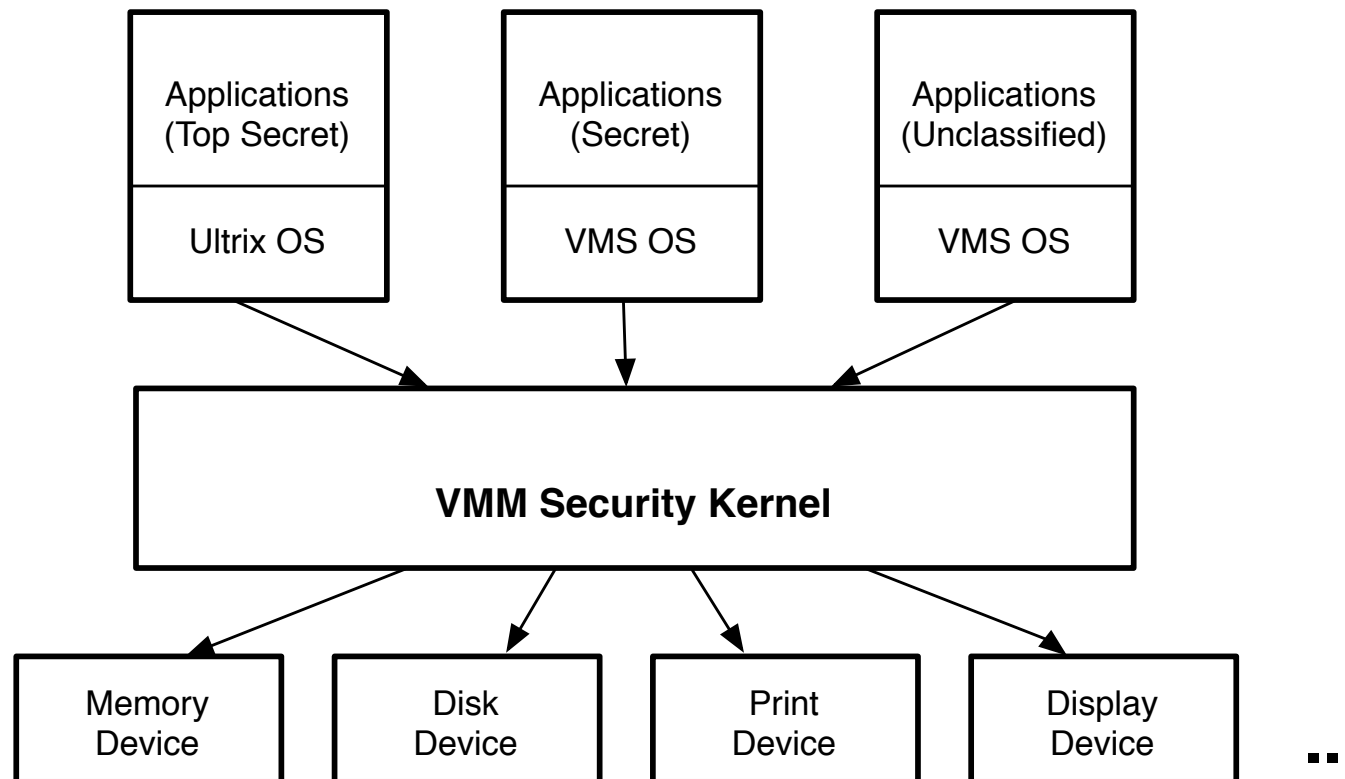 Applications
(Top Secret)
Applications
(Secret)
Applications
(Unclassified)
Ultrix OS
VMS OS
VMS OS
VMM Security Kernel
Memory
Device
Disk
Device
Print
Device
Display
Device
..